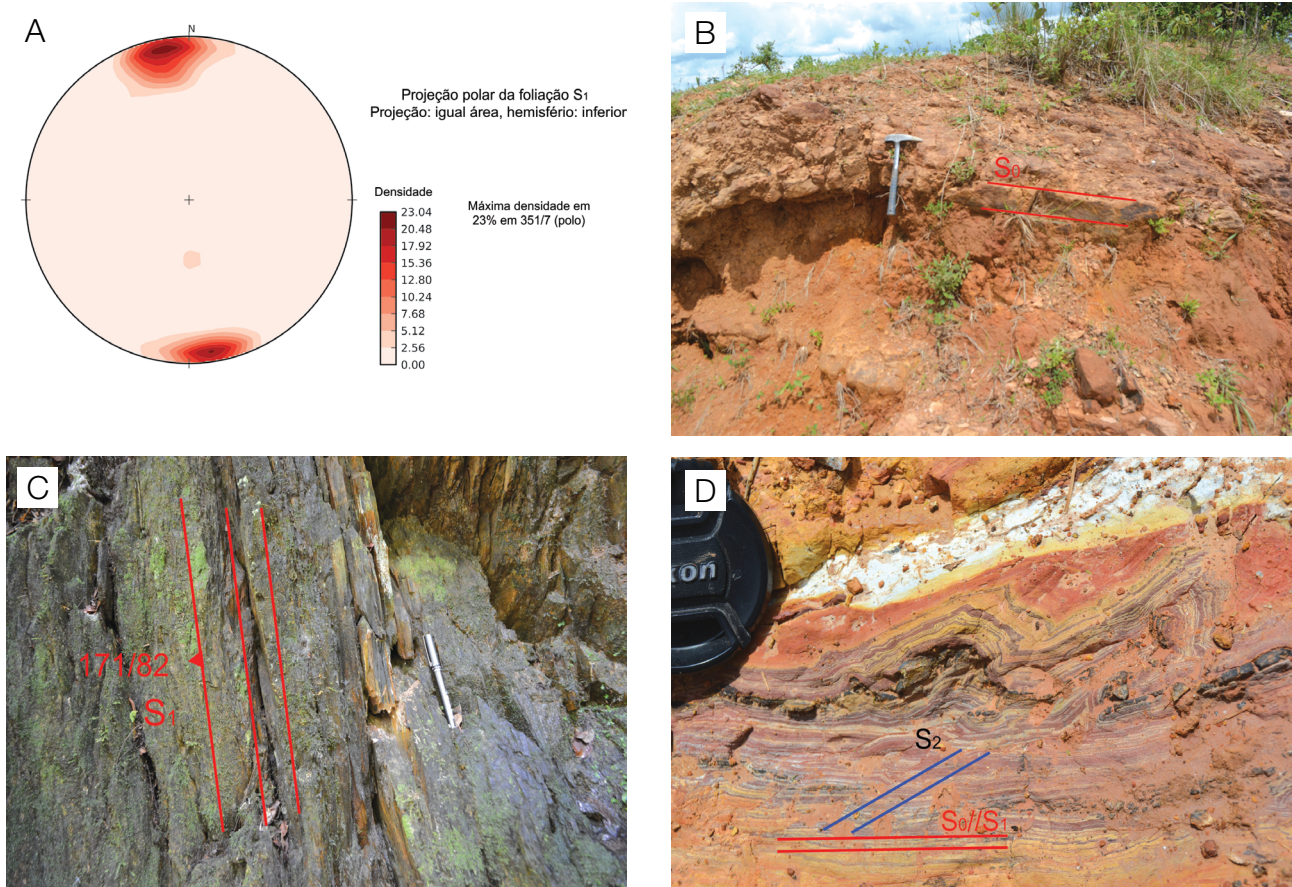 A
N
Projeção polar da foliação S1
Projeção: igual área, hemisfério: inferior
Densidade
23.04
20.48
17.92
15.36
12.80
10.24
7.68
5.12
2.56
0.00
Máxima densidade em
23% em 351/7 (polo)
B
S0
C
171/82
S1
D
kon
S2
S0//S1